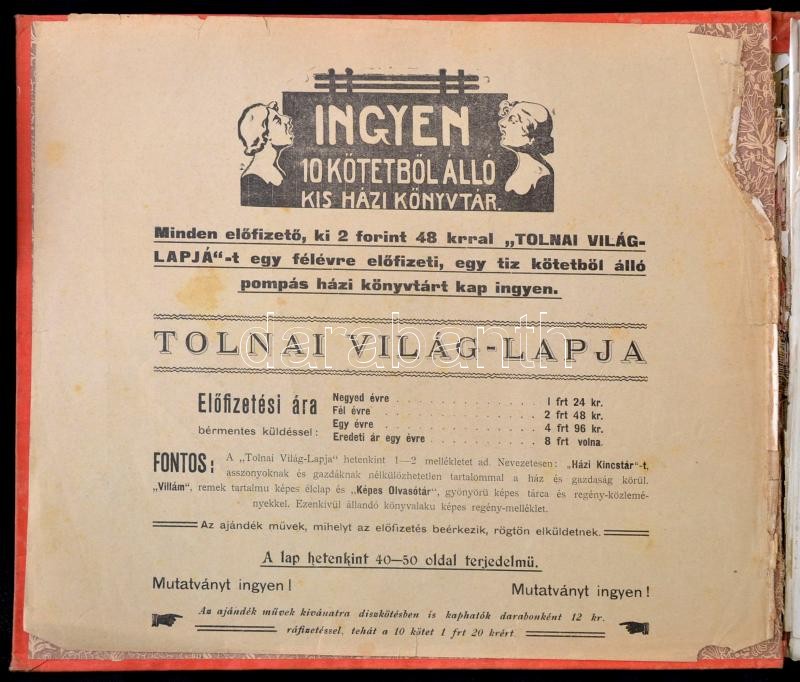 INGYEN
10 KÖTETBŐL ÁLLÓ
KIS HÁZI KÖNYVTÁR.
Minden előfizető, ki 2 forint 48 krral „TOLNAI VILÁG-
LAPJÁ“-t egy félévre előfizeti, egy tiz kötetből álló
pompás házi könyvtárt kap ingyen.
darabanth
TOLNAI VILÁG-LAPJA
Előfizetési ára
bérmentes küldéssel:
Negyed évre . . . . . . . . . . . 1 frt 24 kr.
Fél évre . . . . . . . . . . . 2 frt 48 kr.
Egy évre . . . . . . . . . . . 4 frt 96 kr.
Eredeti ár egy évre . . . . . . . . 8 frt volna.
FONTOS: A „Tolnai Világ-Lapja“ hetenkint 1—2 mellékletet ad. Nevezetesen: „Házi Kincstár“-t,
asszonyoknak és gazdáknak nélkülözhetetlen tartalommal a ház és gazdaság körül.
„Villám“, remek tartalmu képes élclap és „Képes Olvasótár“, gyönyörü képes tárca és regény-közlemé-
nyekkel. Ezenkívül állandó könyvalaku képes regény-melléklet.
Az ajándék művek, mihelyt az előfizetés beérkezik, rögtön elküldetnek.
A lap hetenkint 40—50 oldal terjedelmü.
Mutatványt ingyen! Mutatványt ingyen!
Az ajándék művek kivánatra diszkötésben is kaphatók darabonként 12 kr.
ráfizetéssel, tehát a 10 kötet 1 frt 20 krért.